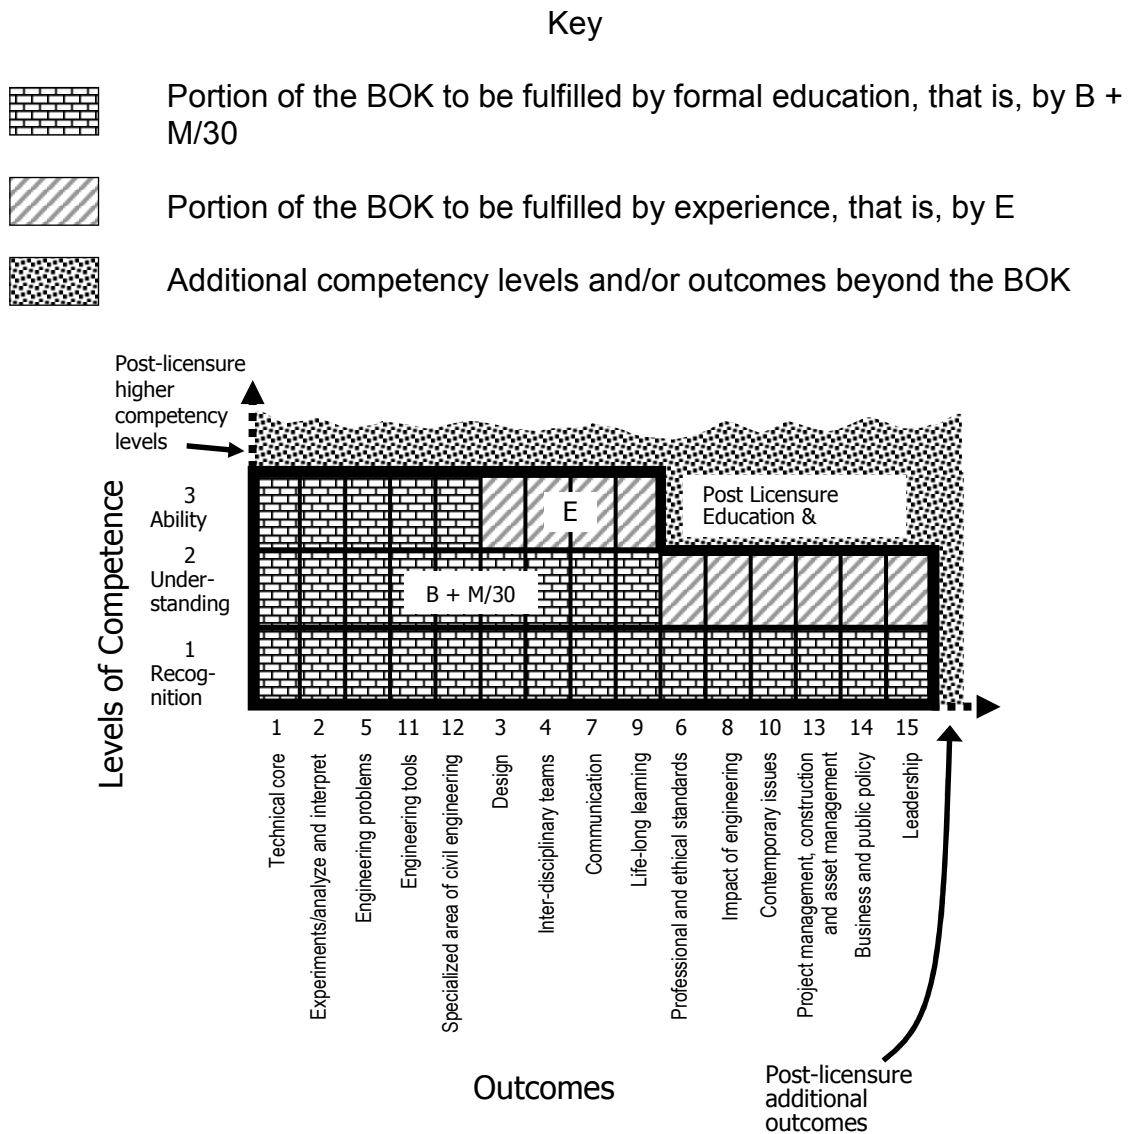 Key
Portion of the BOK to be fulfilled by formal education, that is, by B +
M/30
Portion of the BOK to be fulfilled by experience, that is, by E
Additional competency levels and/or outcomes beyond the BOK
Post-licensure
higher
competency
levels
Levels of Competence
3
Ability
2
Under-
standing
1
Recog-
nition
E
B + M/30
Post Licensure
Education &
1
2
5
11
12
3
4
7
9
6
8
10
13
14
15
Technical core
Experiments/analyze and interpret
Engineering problems
Engineering tools
Specialized area of civil engineering
Design
Inter-disciplinary teams
Communication
Life-long learning
Professional and ethical standards
Impact of engineering
Contemporary issues
Project management, construction
and asset management
Business and public policy
Leadership
Outcomes
Post-licensure
additional
outcomes